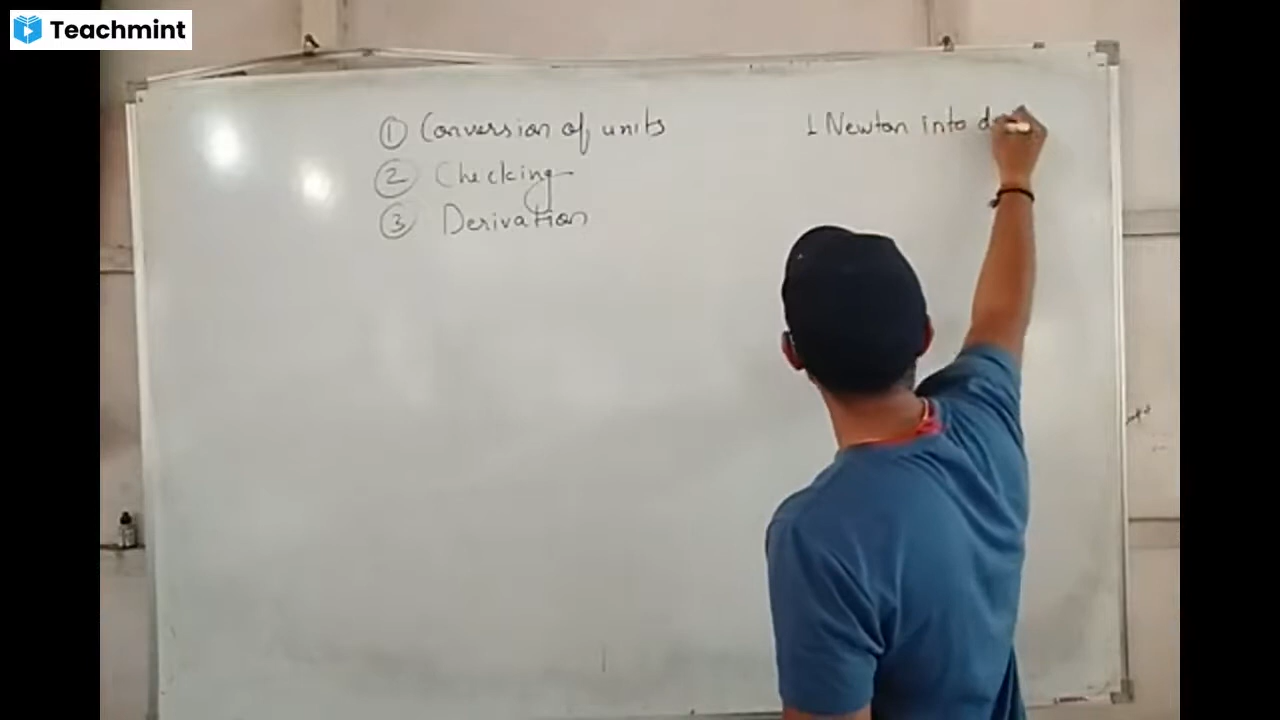 Teachmint
① Conversion of units
② Checking
③ Derivation
1 Newton into d